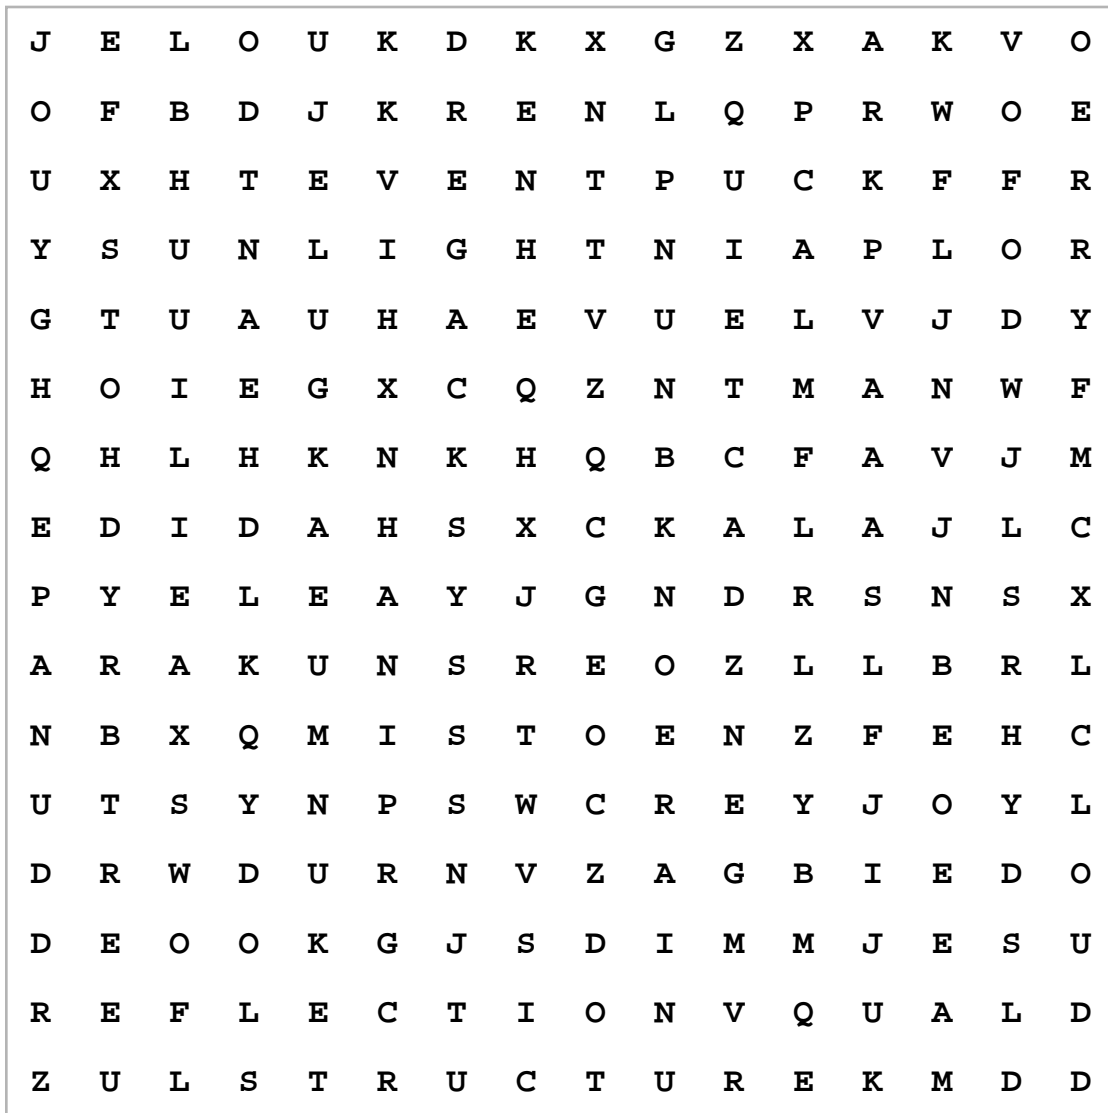 J E L O U K D K X G Z X A K V O
O F B D J K R E N L Q P R W O E
U X H T E V E N T P U C K F F R
Y S U N L I G H T N I A P L O R
G T U A U H A E V U E L V J D Y
H O I E G X C Q Z N T M A N W F
Q H L H K N K H Q B C F A V J M
E D I D A H S X C K A L A J L C
P Y E L E A Y J G N D R S N S X
A R A K U N S R E O Z L L B R L
N B X Q M I S T O E N Z F E H C
U T S Y N P S W C R E Y J O Y L
D R W D U R N V Z A G B I E D O
D E O O K G J S D I M M J E S U
R E F L E C T I O N V Q U A L D
Z U L S T R U C T U R E K M D D